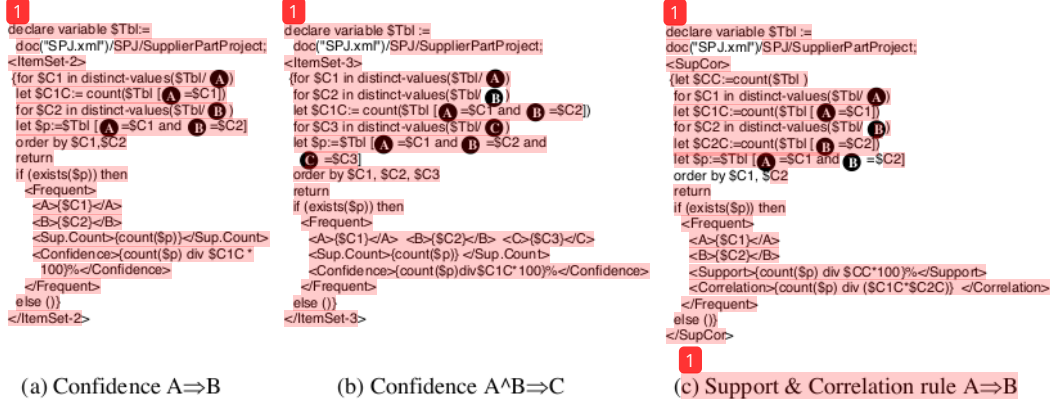 1
declare variable $Tbl:=
doc("SPJ.xml")/SPJ/SupplierPartProject;
<ItemSet-2>
{for $C1 in distinct-values($Tbl/ A)
let $C1C:= count($Tbl [A =$C1])
for $C2 in distinct-values($Tbl/ B )
let $p:=$Tbl [A =$C1 and B =$C2]
order by $C1,$C2
return
if (exists($p)) then
<Frequent>
<A>{$C1}</A>
<B>{$C2}</B>
<Sup.Count>{count($p)}</Sup.Count>
<Confidence>{count($p) div $C1C *
100}%</Confidence>
</Frequent>
else ()}
</ItemSet-2>
(a) Confidence A⇒B
1
declare variable $Tbl :=
doc("SPJ.xml")/SPJ/SupplierPartProject;
<ItemSet-3>
{for $C1 in distinct-values($Tbl/ A)
for $C2 in distinct-values($Tbl/ B )
let $C1C:= count($Tbl [A =$C1 and B =$C2])
for $C3 in distinct-values($Tbl/ C )
let $p:=$Tbl [A =$C1 and B =$C2 and
C =$C3]
order by $C1, $C2, $C3
return
if (exists($p)) then
<Frequent>
<A>{$C1}</A> <B>{$C2}</B> <C>{$C3}</C>
<Sup.Count>{count($p)} </Sup.Count>
<Confidence>{count($p)div$C1C*100}%</Confidence>
</Frequent>
else ()}
</ItemSet-3>
(b) Confidence A^B⇒C
1
declare variable $Tbl :=
doc("SPJ.xml")/SPJ/SupplierPartProject;
<SupCor>
{let $CC:=count($Tbl )
for $C1 in distinct-values($Tbl/ A)
let $C1C:=count($Tbl [A =$C1])
for $C2 in distinct-values($Tbl/ B)
let $C2C:=count($Tbl [B =$C2])
let $p:=$Tbl [A =$C1 and B =$C2]
order by $C1, $C2
return
if (exists($p)) then
<Frequent>
<A>{$C1}</A>
<B>{$C2}</B>
<Support>{count($p) div $CC*100}%</Support>
<Correlation>{count($p) div ($C1C*$C2C)} </Correlation>
</Frequent>
else ()}
</SupCor>
1
(c) Support & Correlation rule A⇒B